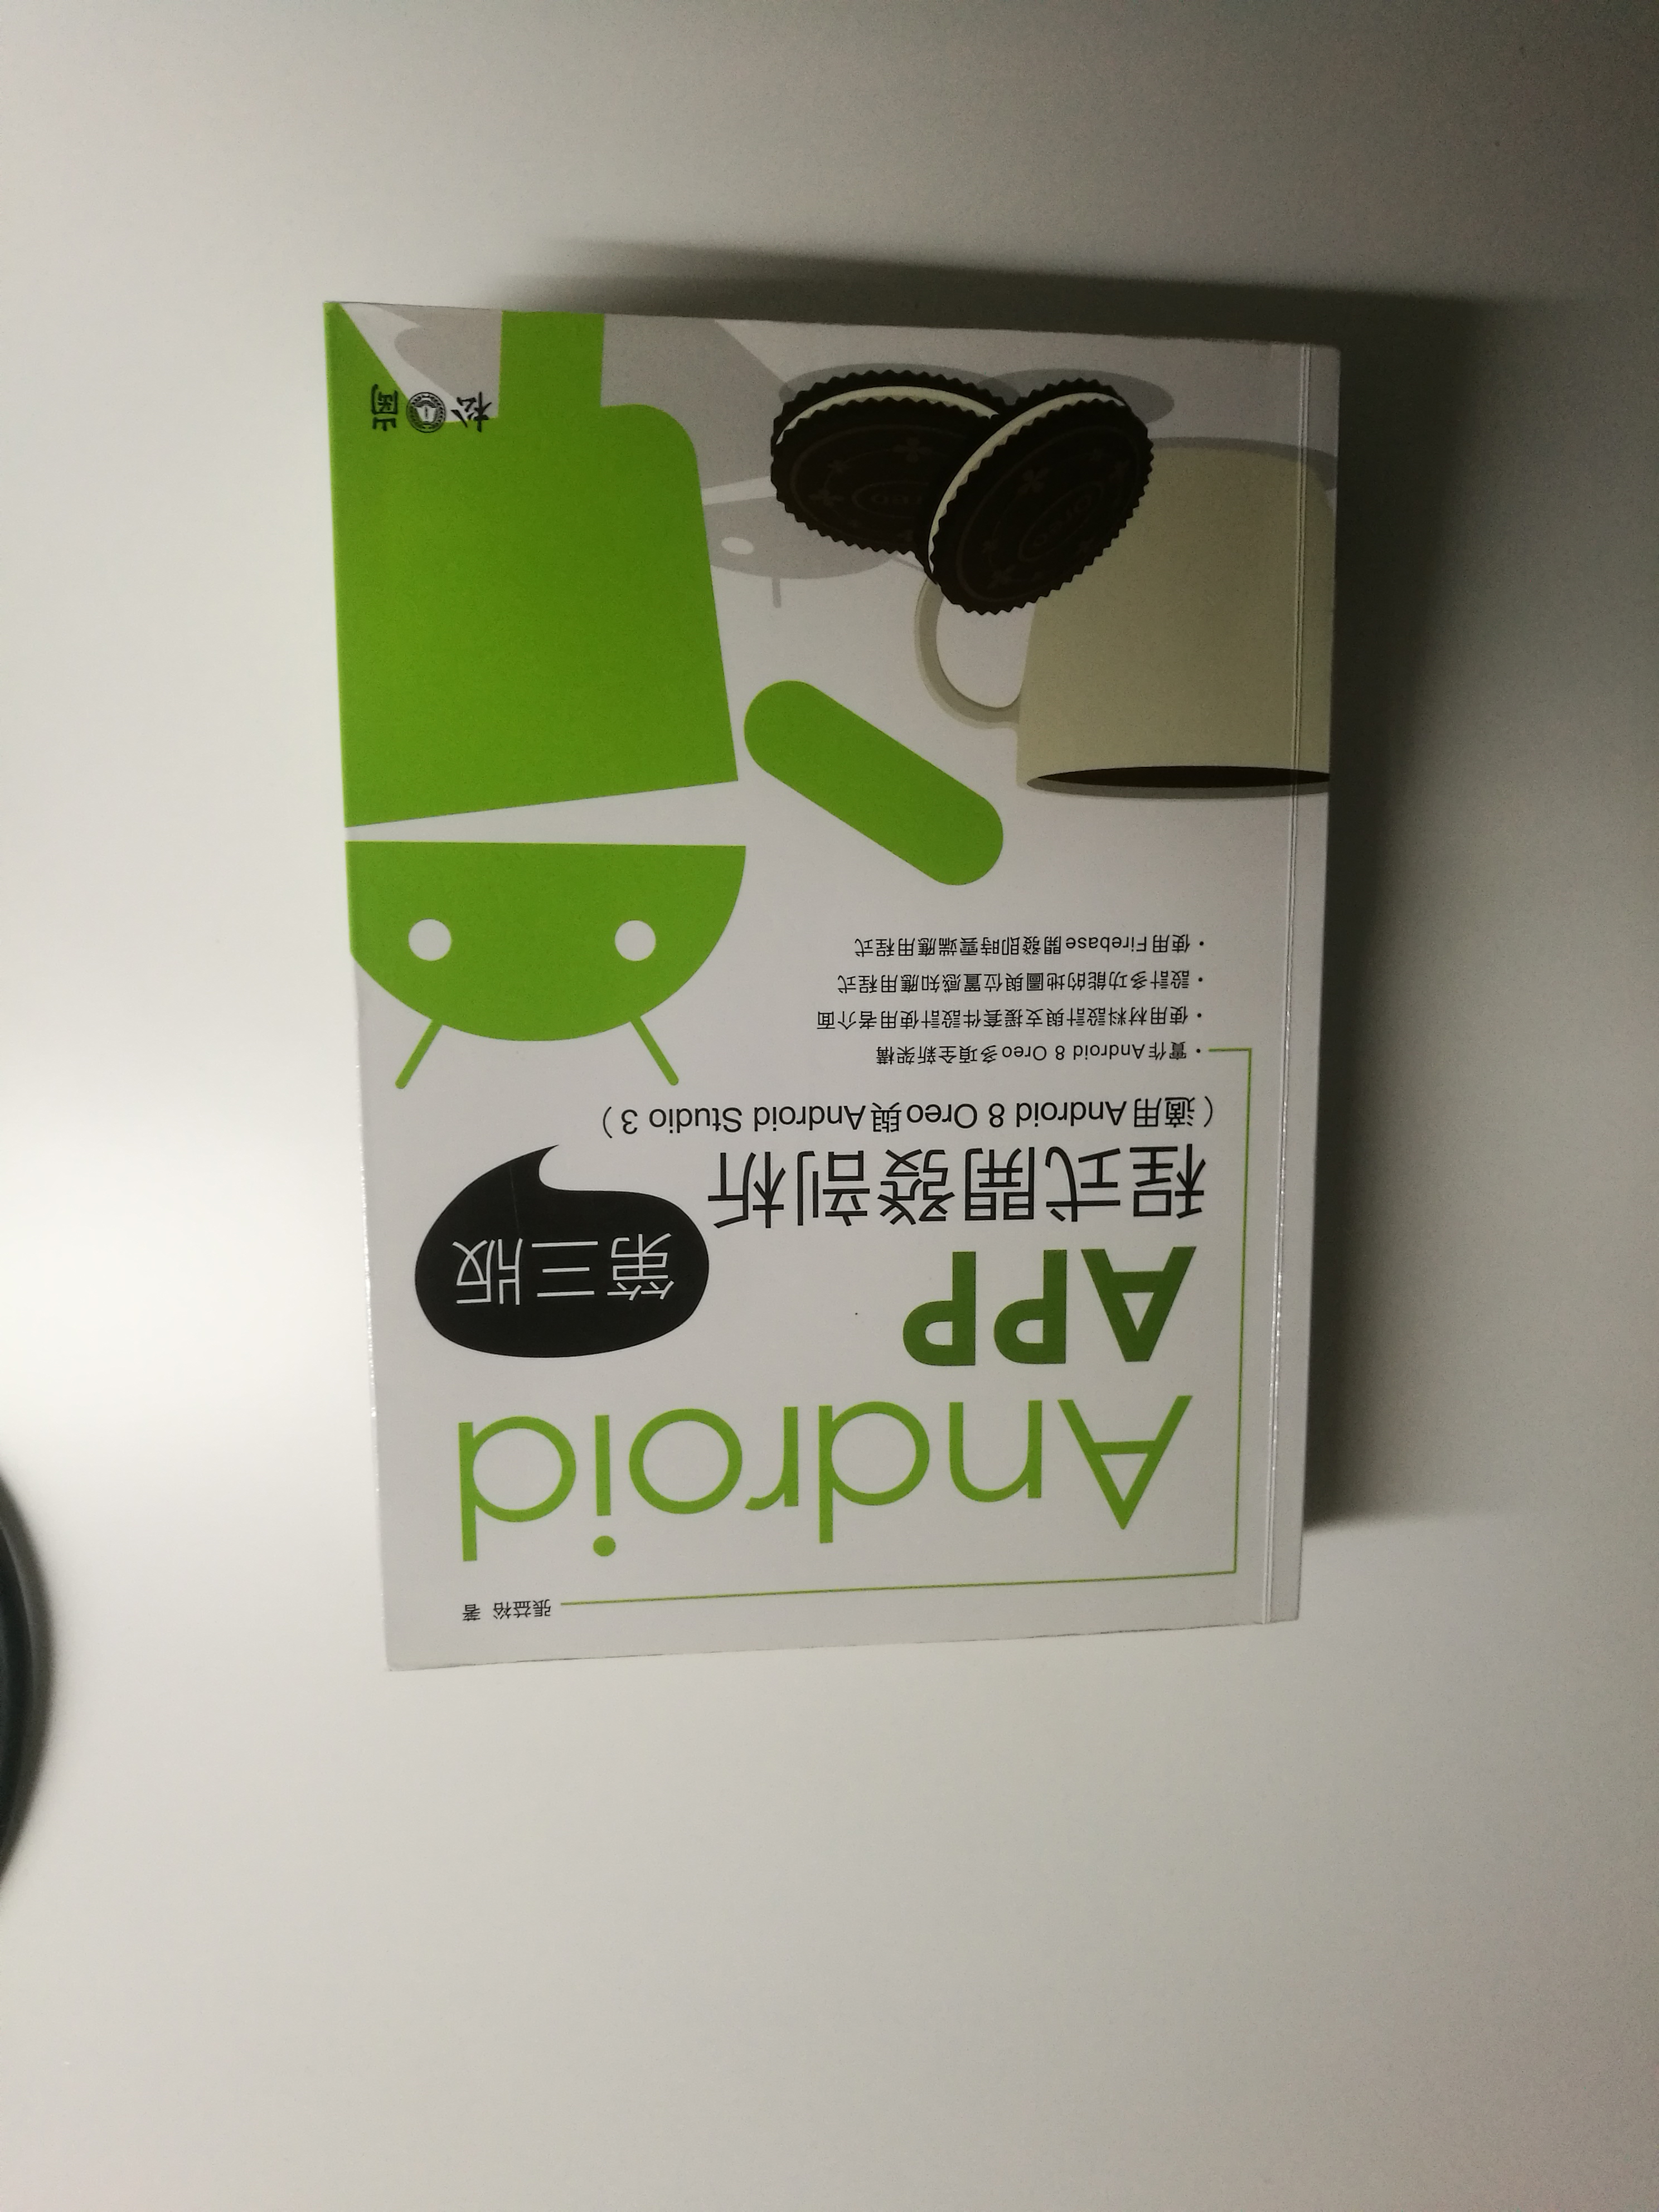 張益裕 著
Android
APP
第三版
程式開發剖析
（適用Android 8 Oreo與Android Studio 3）
・實作Android 8 Oreo多項全新架構
・使用材料設計與支援套件設計使用者介面
・設計多功能的地圖與位置感知應用程式
・使用Firebase開發即時雲端應用程式
OREO
松崗